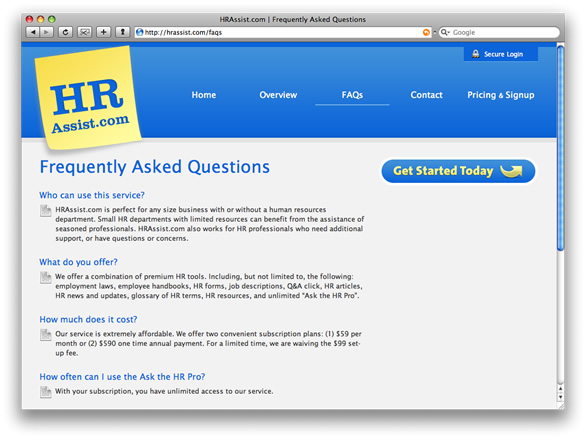 HRAssist.com | Frequently Asked Questions
http://hrassist.com/faqs
Google
Secure Login
HR
Assist.com
Home Overview FAQs Contact Pricing & Signup
Frequently Asked Questions
Get Started Today
Who can use this service?
HRAssist.com is perfect for any size business with or without a human resources
department. Small HR departments with limited resources can benefit from the assistance of
seasoned professionals. HRAssist.com also works for HR professionals who need additional
support, or have questions or concerns.
What do you offer?
We offer a combination of premium HR tools. Including, but not limited to, the following:
employment laws, employee handbooks, HR forms, job descriptions, Q&A click, HR articles,
HR news and updates, glossary of HR terms, HR resources, and unlimited “Ask the HR Pro”.
How much does it cost?
Our service is extremely affordable. We offer two convenient subscription plans: (1) $59 per
month or (2) $590 one time annual payment. For a limited time, we are waiving the $99 set-
up fee.
How often can I use the Ask the HR Pro?
With your subscription, you have unlimited access to our service.